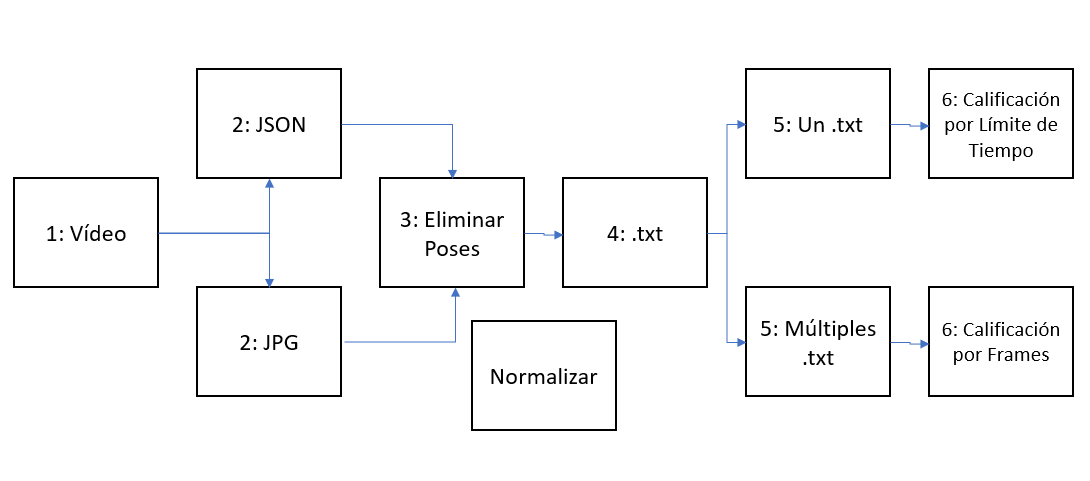 1: Vídeo
2: JSON
2: JPG
3: Eliminar
Poses
Normalizar
4: .txt
5: Un .txt
5: Múltiples
.txt
6: Calificación
por Límite de
Tiempo
6: Calificación
por Frames